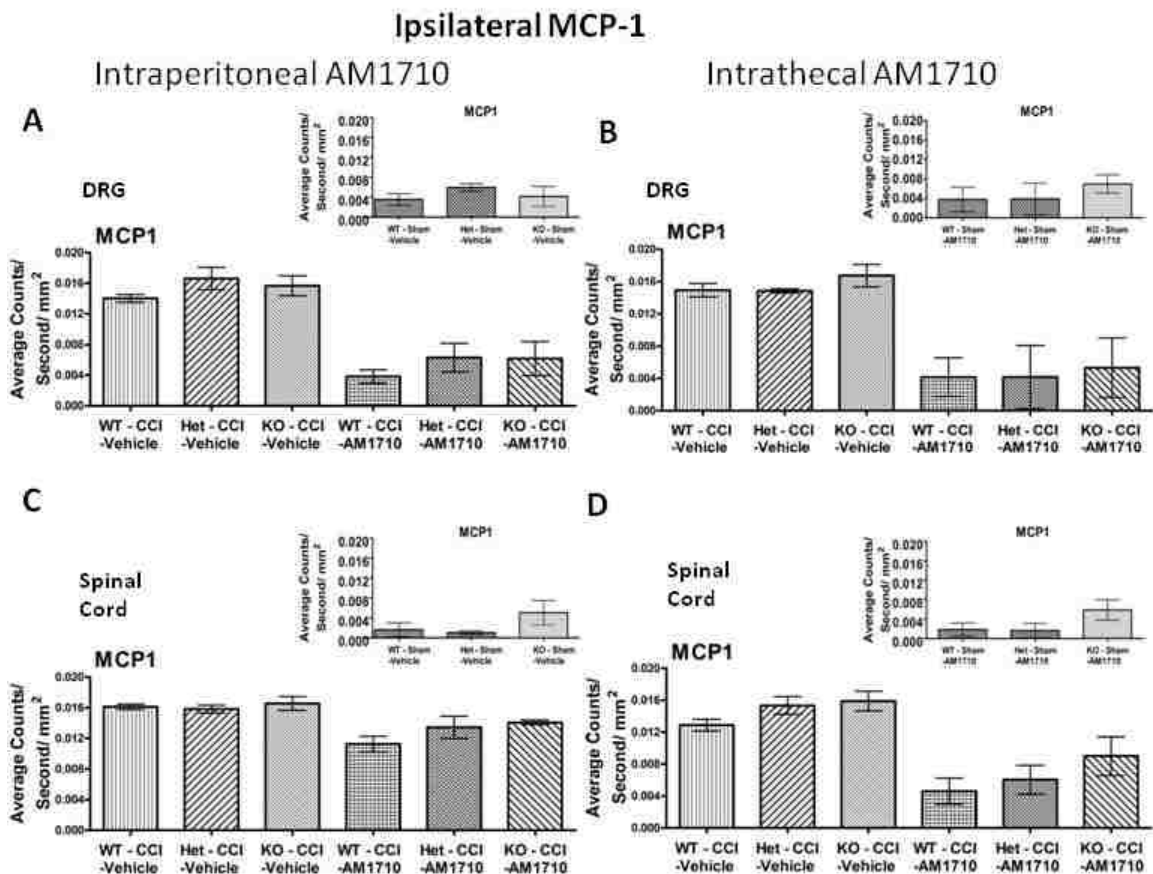 Ipsilateral MCP-1
Intraperitoneal AM1710
Intrathecal AM1710
A
DRG
MCP1
Average Counts/
Second/ mm²
0.020
0.016
0.012
0.008
0.004
0.000
WT - Sham
-Vehicle
Het - Sham
-Vehicle
KO - Sham
-Vehicle
MCP1
Average Counts/
Second/ mm²
0.020
0.016
0.012
0.008
0.004
0.000
WT - CCI
-Vehicle
Het - CCI
-Vehicle
KO - CCI
-Vehicle
WT - CCI
-AM1710
Het - CCI
-AM1710
KO - CCI
-AM1710
B
DRG
MCP1
Average Counts/
Second/ mm²
0.020
0.016
0.012
0.008
0.004
0.000
WT - Sham
-AM1710
Het - Sham
-AM1710
KO - Sham
-AM1710
MCP1
Average Counts/
Second/ mm²
0.020
0.016
0.012
0.008
0.004
0.000
WT - CCI
-Vehicle
Het - CCI
-Vehicle
KO - CCI
-Vehicle
WT - CCI
-AM1710
Het - CCI
-AM1710
KO - CCI
-AM1710
C
Spinal
Cord
MCP1
Average Counts/
Second/ mm²
0.020
0.016
0.012
0.008
0.004
0.000
WT - Sham
-Vehicle
Het - Sham
-Vehicle
KO - Sham
-Vehicle
MCP1
Average Counts/
Second/ mm²
0.020
0.016
0.012
0.008
0.004
0.000
WT - CCI
-Vehicle
Het - CCI
-Vehicle
KO - CCI
-Vehicle
WT - CCI
-AM1710
Het - CCI
-AM1710
KO - CCI
-AM1710
D
Spinal
Cord
MCP1
Average Counts/
Second/ mm²
0.020
0.016
0.012
0.008
0.004
0.000
WT - Sham
-AM1710
Het - Sham
-AM1710
KO - Sham
-AM1710
MCP1
Average Counts/
Second/ mm²
0.020
0.016
0.012
0.008
0.004
0.000
WT - CCI
-Vehicle
Het - CCI
-Vehicle
KO - CCI
-Vehicle
WT - CCI
-AM1710
Het - CCI
-AM1710
KO - CCI
-AM1710